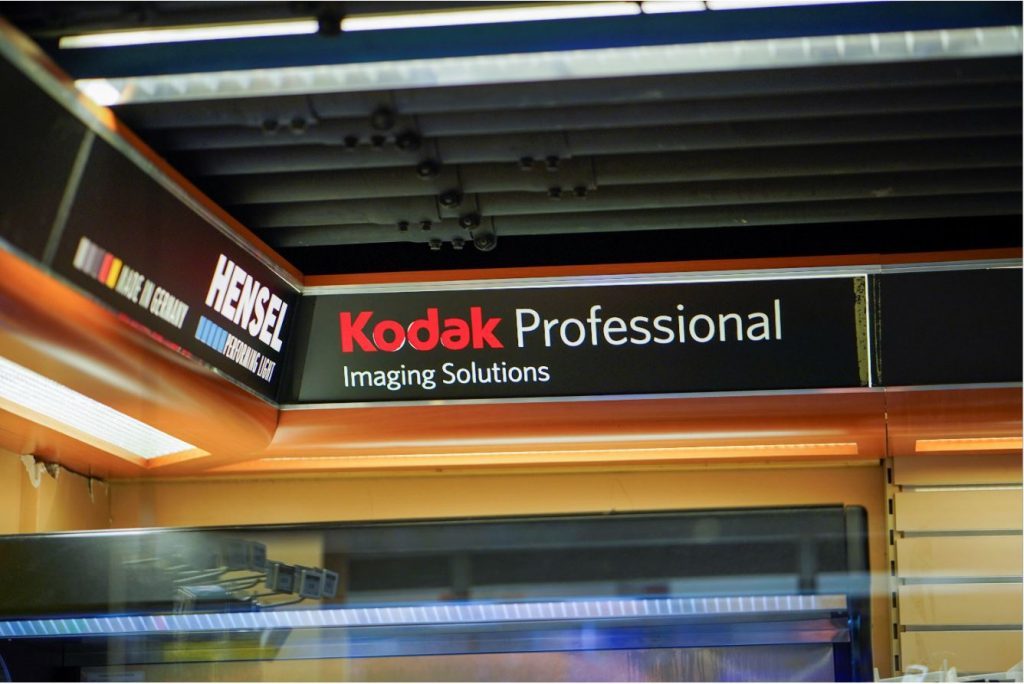 MADE IN GERMANY
HENSEL
PERFORMING LIGHT
Kodak Professional
Imaging Solutions